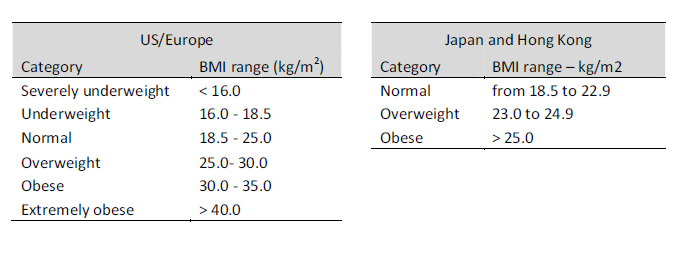 US/Europe
Category BMI range (kg/m²)
Severely underweight < 16.0
Underweight 16.0 - 18.5
Normal 18.5 - 25.0
Overweight 25.0- 30.0
Obese 30.0 - 35.0
Extremely obese > 40.0
Japan and Hong Kong
Category BMI range – kg/m2
Normal from 18.5 to 22.9
Overweight 23.0 to 24.9
Obese > 25.0